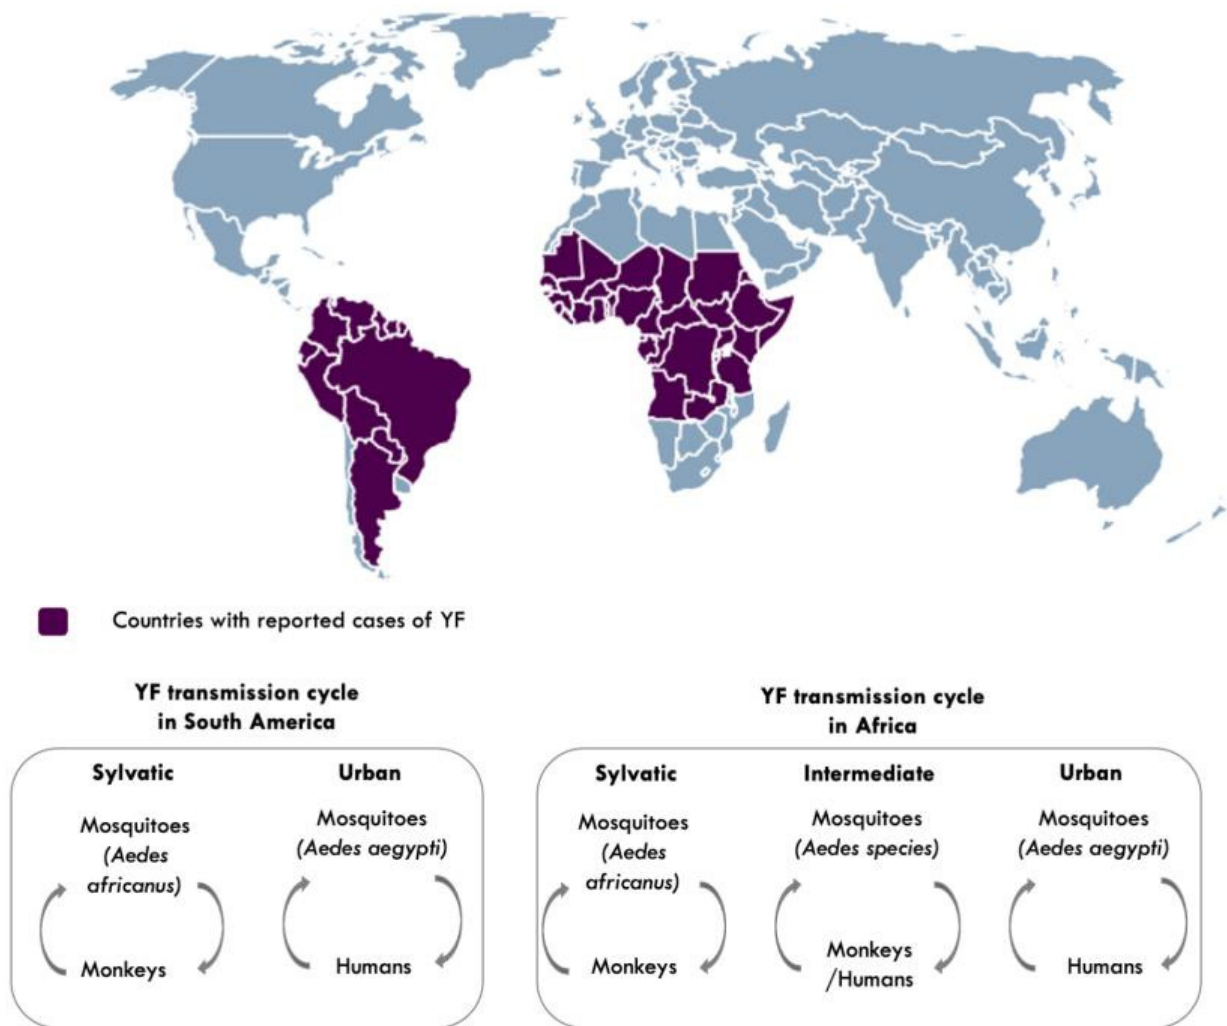 Countries with reported cases of YF
YF transmission cycle
in South America
Sylvatic
Mosquitoes
(Aedes
africanus)
Monkeys
Urban
Mosquitoes
(Aedes aegypti)
Humans
YF transmission cycle
in Africa
Sylvatic
Mosquitoes
(Aedes
africanus)
Monkeys
Intermediate
Mosquitoes
(Aedes species)
Monkeys
/Humans
Urban
Mosquitoes
(Aedes aegypti)
Humans